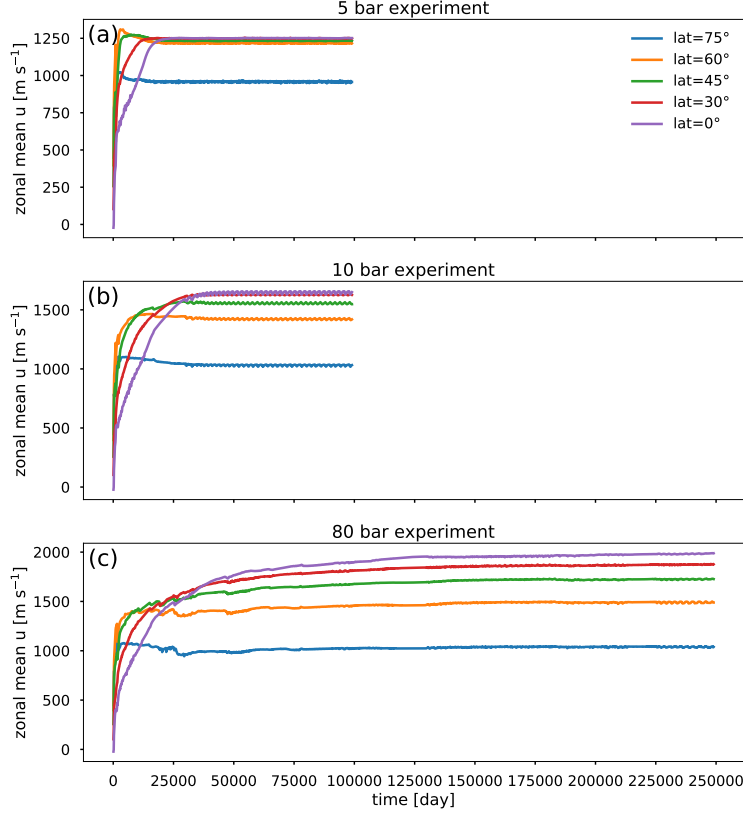 5 bar experiment
(a)
zonal mean u [m s⁻¹]
1250
1000
750
500
250
0
lat=75°
lat=60°
lat=45°
lat=30°
lat=0°
10 bar experiment
(b)
zonal mean u [m s⁻¹]
1500
1000
500
0
80 bar experiment
(c)
zonal mean u [m s⁻¹]
2000
1500
1000
500
0
0 25000 50000 75000 100000 125000 150000 175000 200000 225000 250000
time [day]